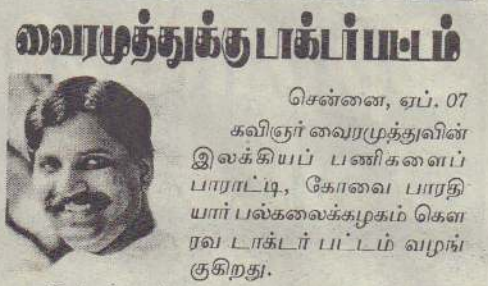 வைரமுத்துக்கு டாக்டர் பட்டம்
சென்னை, ஏப். 07
கவிஞர் வைரமுத்துவின்
இலக்கியப் பணிகளைப்
பாராட்டி, கோவை பாரதி
யார் பல்கலைக்கழகம் கௌ
ரவ டாக்டர் பட்டம் வழங்
குகிறது.